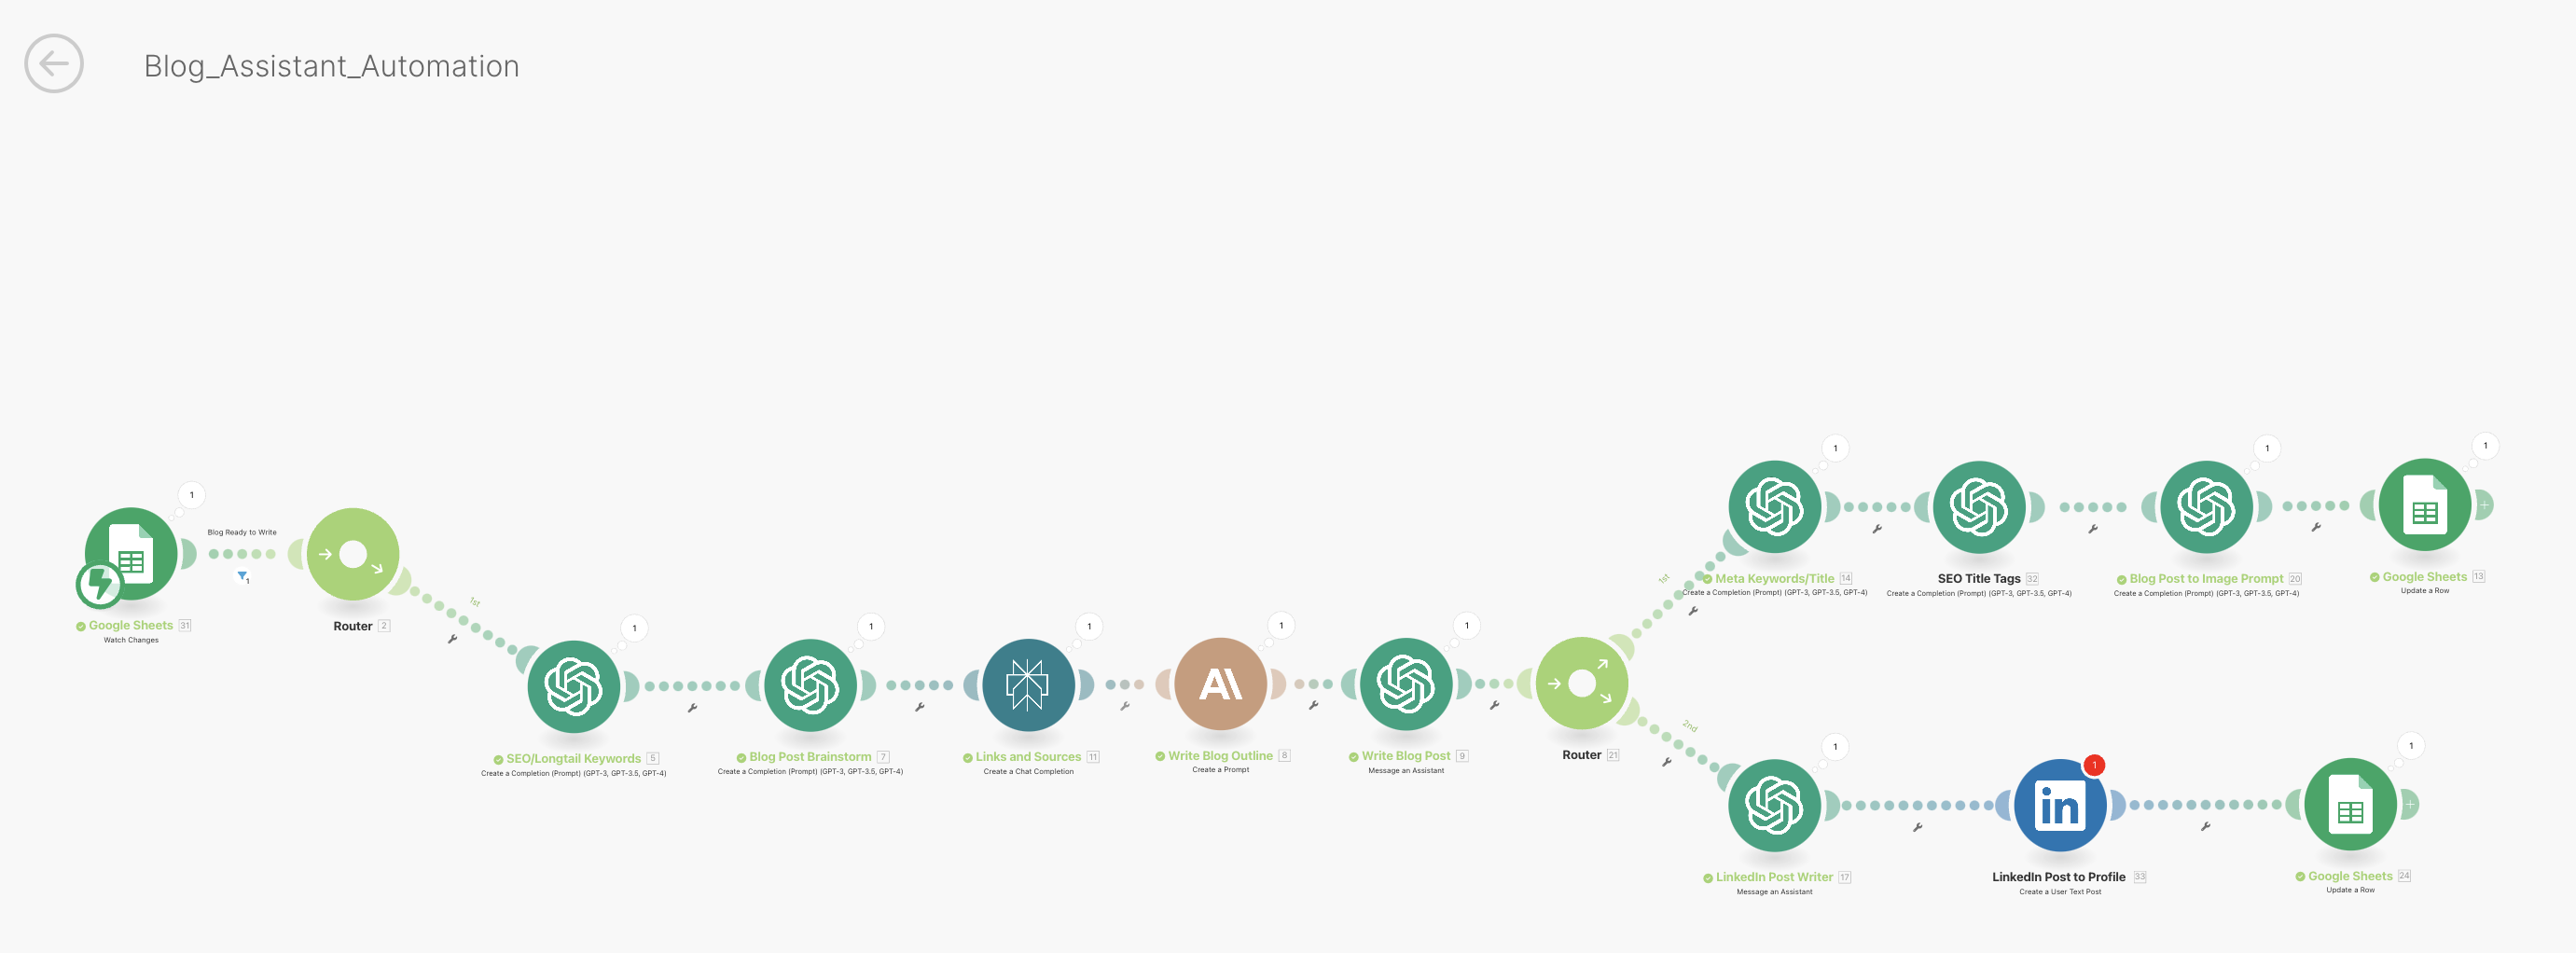 Blog_Assistant_Automation
1
Blog Ready to Write
1
Google Sheets 31
Watch Changes
Router 2
1st
1
SEO/Longtail Keywords 5
Create a Completion (Prompt) (GPT-3, GPT-3.5, GPT-4)
1
Blog Post Brainstorm 7
Create a Completion (Prompt) (GPT-3, GPT-3.5, GPT-4)
1
Links and Sources 11
Create a Chat Completion
1
Write Blog Outline 8
Create a Prompt
1
Write Blog Post 9
Message an Assistant
Router 21
1st
1
Meta Keywords/Title 14
Create a Completion (Prompt) (GPT-3, GPT-3.5, GPT-4)
SEO Title Tags 32
Create a Completion (Prompt) (GPT-3, GPT-3.5, GPT-4)
1
Blog Post to Image Prompt 20
Create a Completion (Prompt) (GPT-3, GPT-3.5, GPT-4)
1
Google Sheets 13
Update a Row
2nd
1
LinkedIn Post Writer 17
Message an Assistant
1
in
LinkedIn Post to Profile 33
Create a User Text Post
1
Google Sheets 24
Update a Row